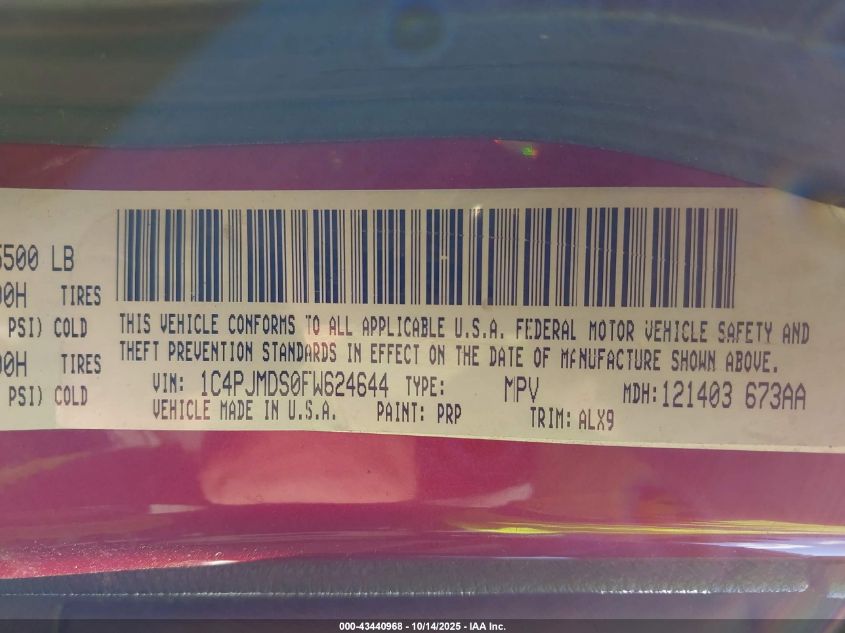 5500 LB
00H TIRES
PSI) COLD
00H TIRES
PSI) COLD
THIS VEHICLE CONFORMS TO ALL APPLICABLE U.S.A. FEDERAL MOTOR VEHICLE SAFETY AND
THEFT PREVENTION STANDARDS IN EFFECT ON THE DATE OF MANUFACTURE SHOWN ABOVE.
VIN: 1C4PJMDS0FW624644 TYPE: MPV MDH: 121403 673AA
VEHICLE MADE IN U.S.A. PAINT: PRP TRIM: ALX9
000-43440968 - 10/14/2025 - IAA Inc.